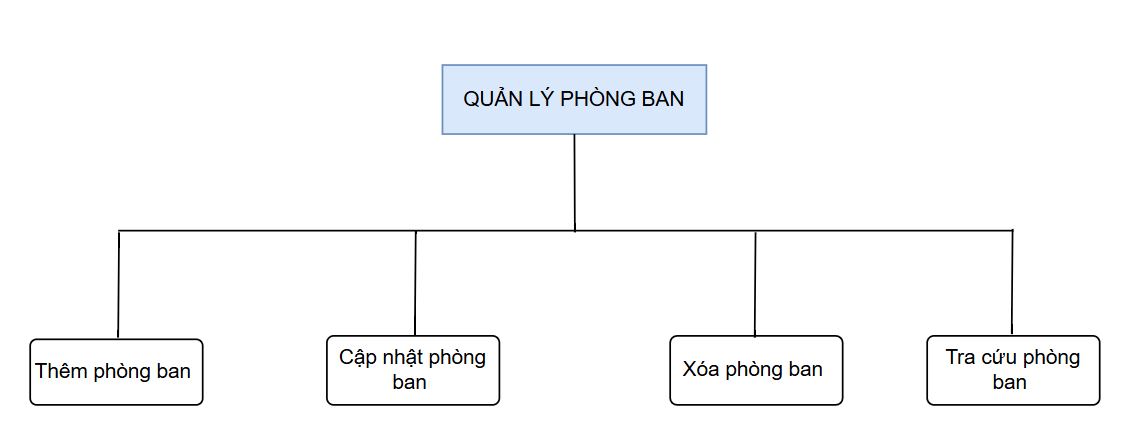 QUẢN LÝ PHÒNG BAN
Thêm phòng ban
Cập nhật phòng
ban
Xóa phòng ban
Tra cứu phòng
ban